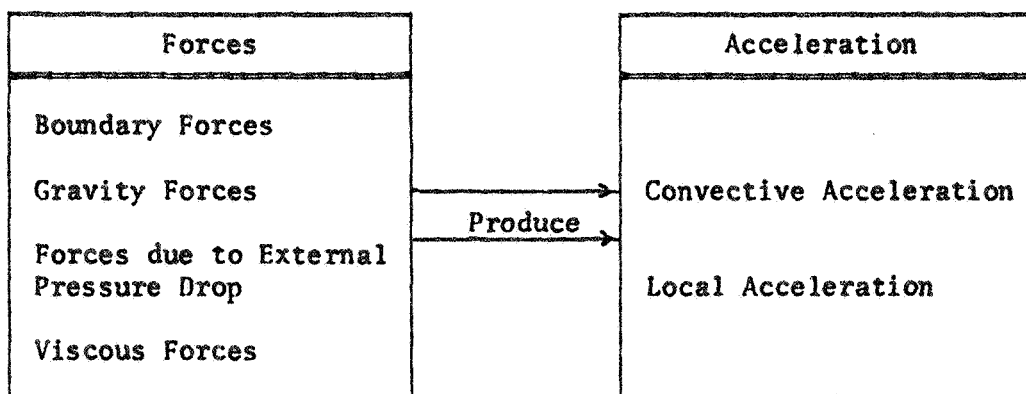 Forces
Boundary Forces
Gravity Forces
Forces due to External
Pressure Drop
Viscous Forces
Produce
Acceleration
Convective Acceleration
Local Acceleration